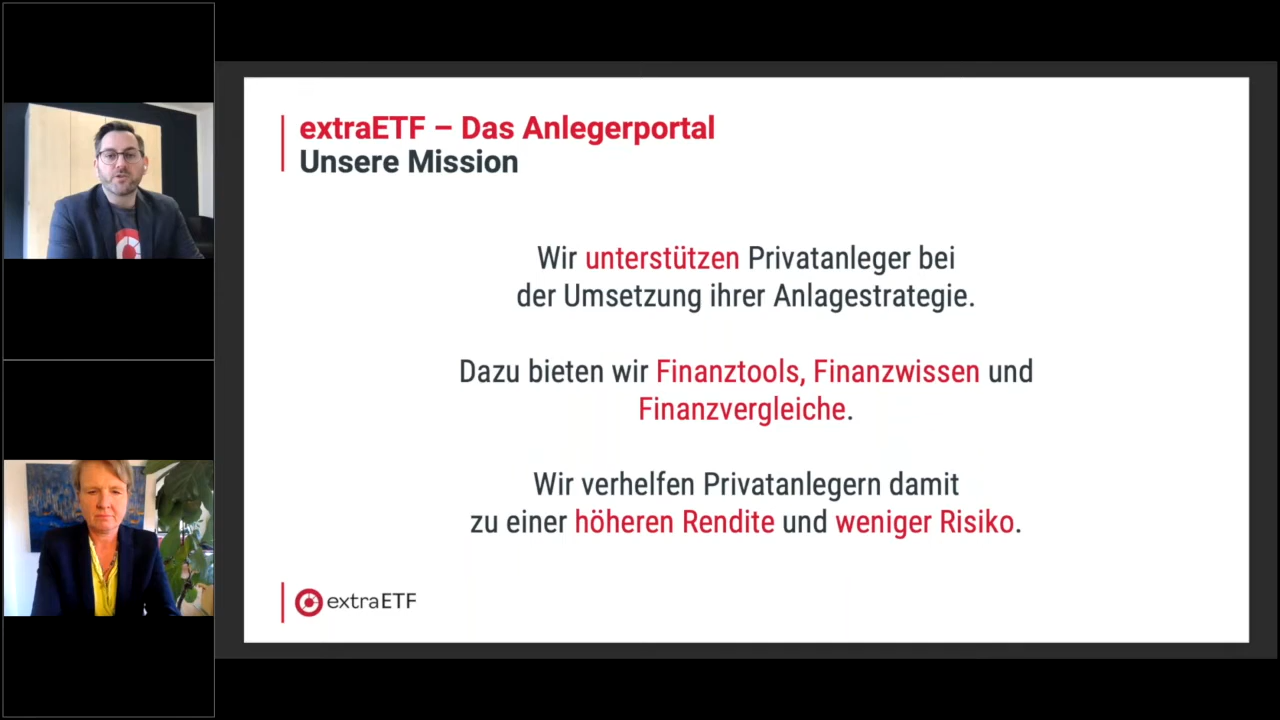 extraETF – Das Anlegerportal
Unsere Mission
Wir unterstützen Privatanleger bei
der Umsetzung ihrer Anlagestrategie.
Dazu bieten wir Finanztools, Finanzwissen und
Finanzvergleiche.
Wir verhelfen Privatanlegern damit
zu einer höheren Rendite und weniger Risiko.
extraETF